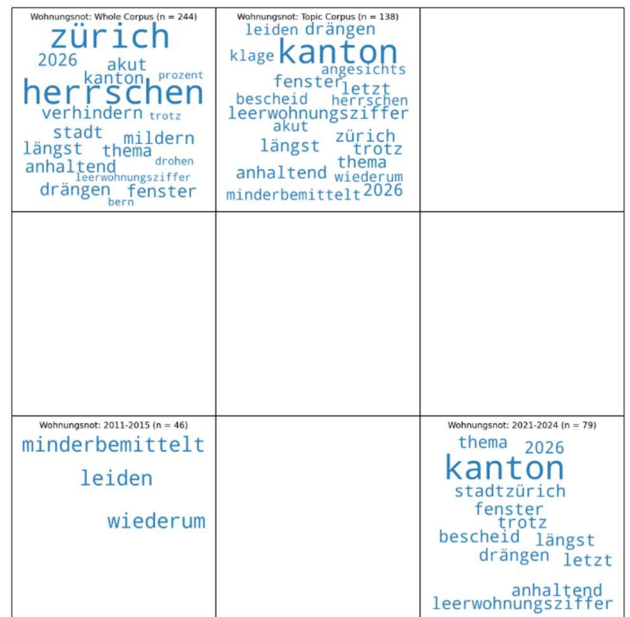 Wohnungsnot: Whole Corpus (n = 244)
zürich
2026 akut
kanton prozent
herrschen
verhindern trotz
stadt mildern
längst thema
anhaltend drohen
leerwohnungsziffer
drängen fenster
bern
Wohnungsnot: Topic Corpus (n = 138)
leiden drängen
klage kanton
angesichts
fenster letzt
bescheid herrschen
leerwohnungsziffer
akut zürich
längst trotz
thema
anhaltend wiederum
minderbemittelt 2026
Wohnungsnot: 2011-2015 (n = 46)
minderbemittelt
leiden
wiederum
Wohnungsnot: 2021-2024 (n = 79)
thema 2026
kanton
stadtzürich
fenster
trotz
bescheid längst
drängen letzt
anhaltend
leerwohnungsziffer